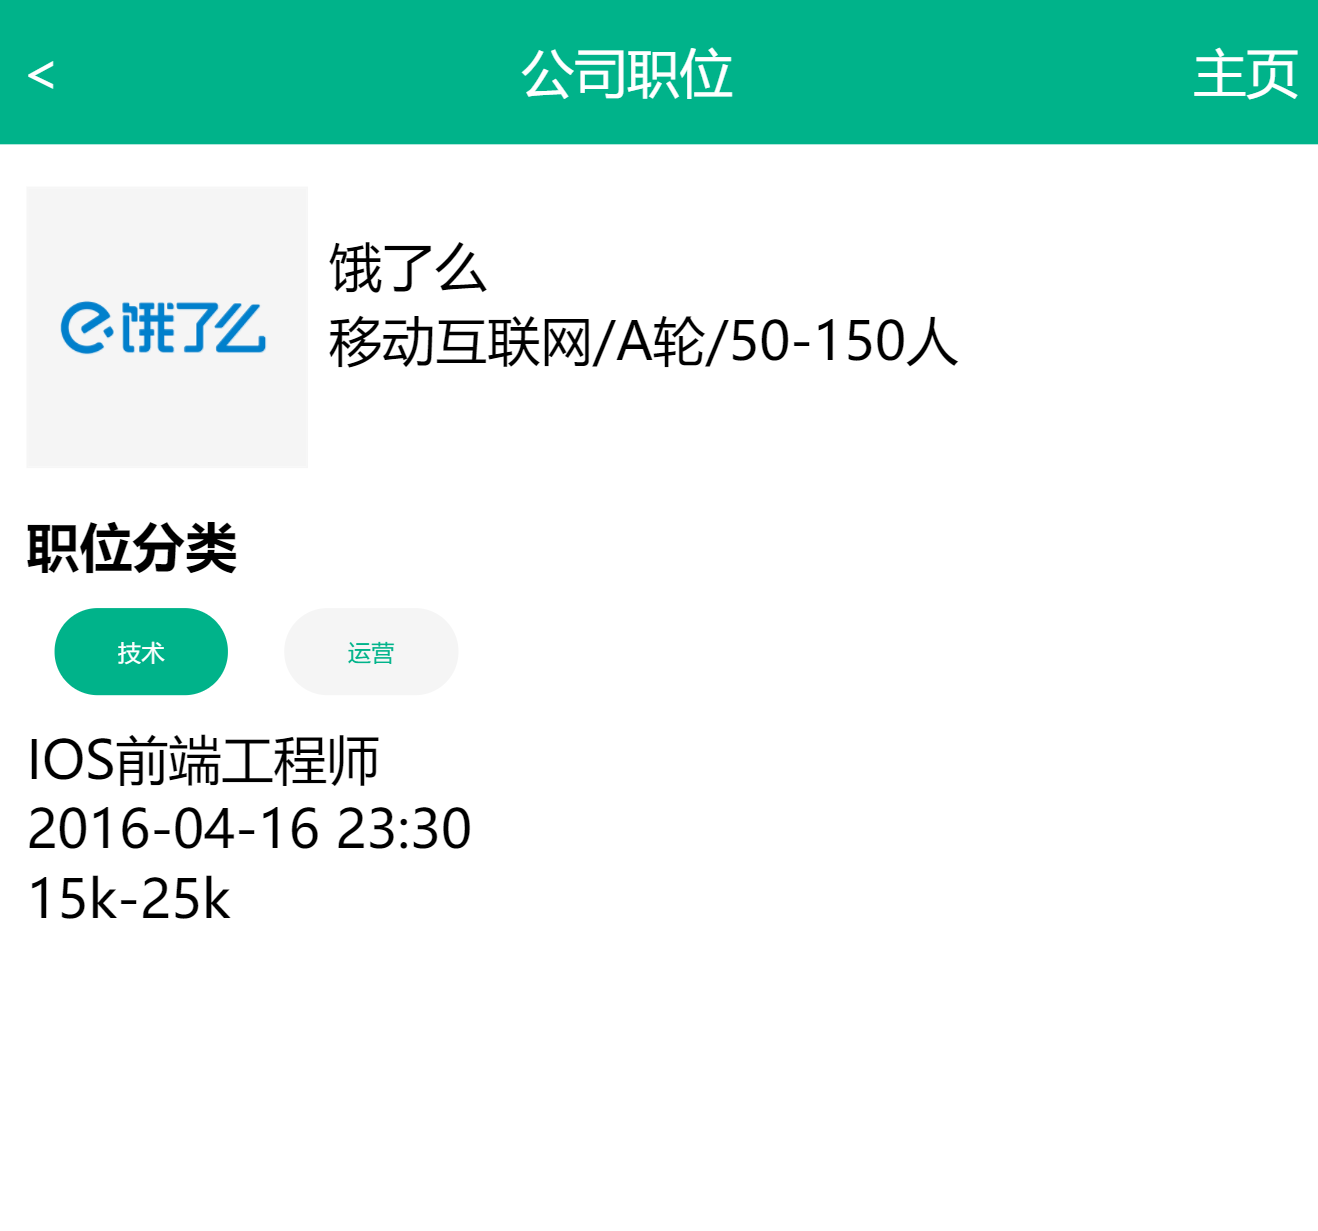 < 公司职位 主页
饿了么
饿了么
移动互联网/A轮/50-150人
职位分类
技术 运营
IOS前端工程师
2016-04-16 23:30
15k-25k